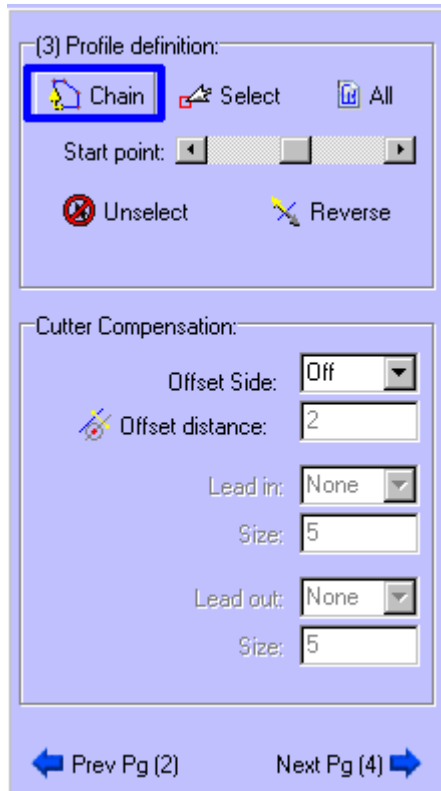 (3) Profile definition:
Chain Select All
Start point:
Unselect Reverse
Cutter Compensation:
Offset Side: Off
Offset distance: 2
Lead in: None
Size: 5
Lead out: None
Size: 5
Prev Pg (2) Next Pg (4)